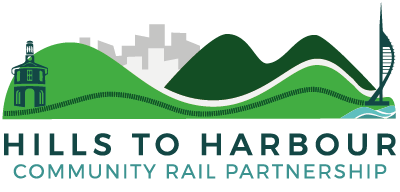 HILLS TO HARBOUR
COMMUNITY RAIL PARTNERSHIP